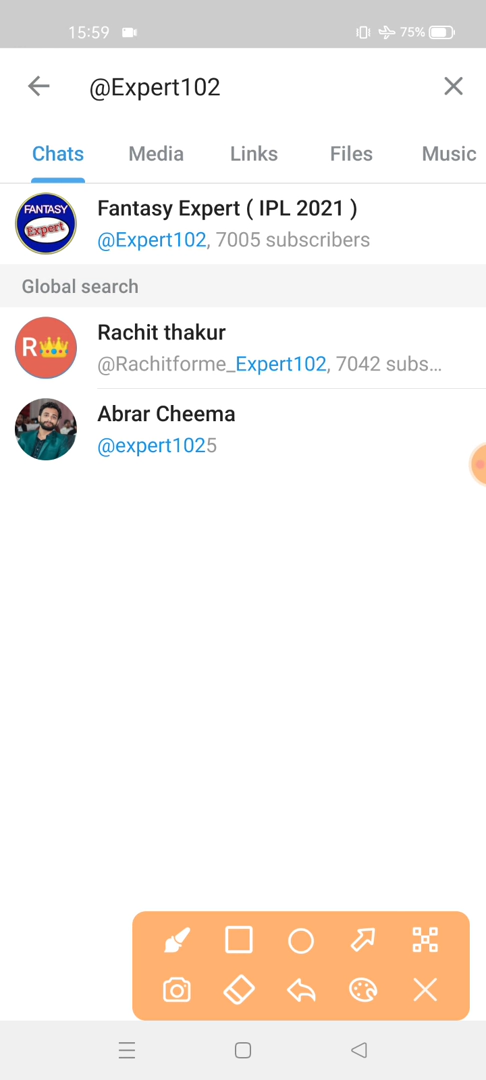 15:59
75%
@Expert102
Chats Media Links Files Music
FANTASY
Expert
Fantasy Expert ( IPL 2021 )
@Expert102, 7005 subscribers
Global search
R
Rachit thakur
@Rachitforme_Expert102, 7042 subs...
Abrar Cheema
@expert1025